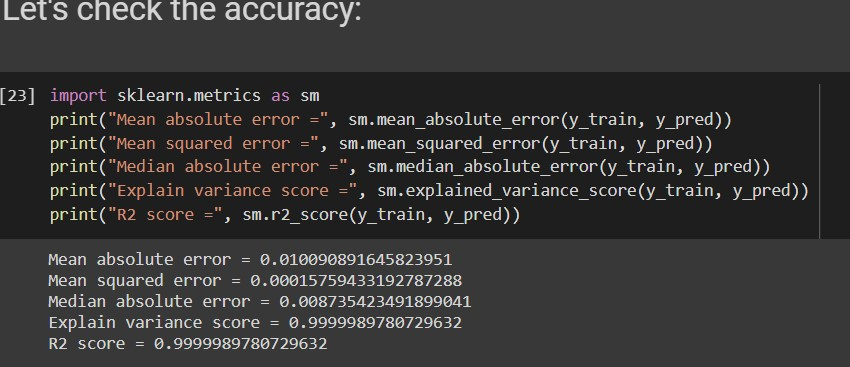 Let's check the accuracy:
[23] import sklearn.metrics as sm
print("Mean absolute error =", sm.mean_absolute_error(y_train, y_pred))
print("Mean squared error =", sm.mean_squared_error(y_train, y_pred))
print("Median absolute error =", sm.median_absolute_error(y_train, y_pred))
print("Explain variance score =", sm.explained_variance_score(y_train, y_pred))
print("R2 score =", sm.r2_score(y_train, y_pred))
Mean absolute error = 0.010090891645823951
Mean squared error = 0.00015759433192787288
Median absolute error = 0.008735423491899041
Explain variance score = 0.9999989780729632
R2 score = 0.9999989780729632